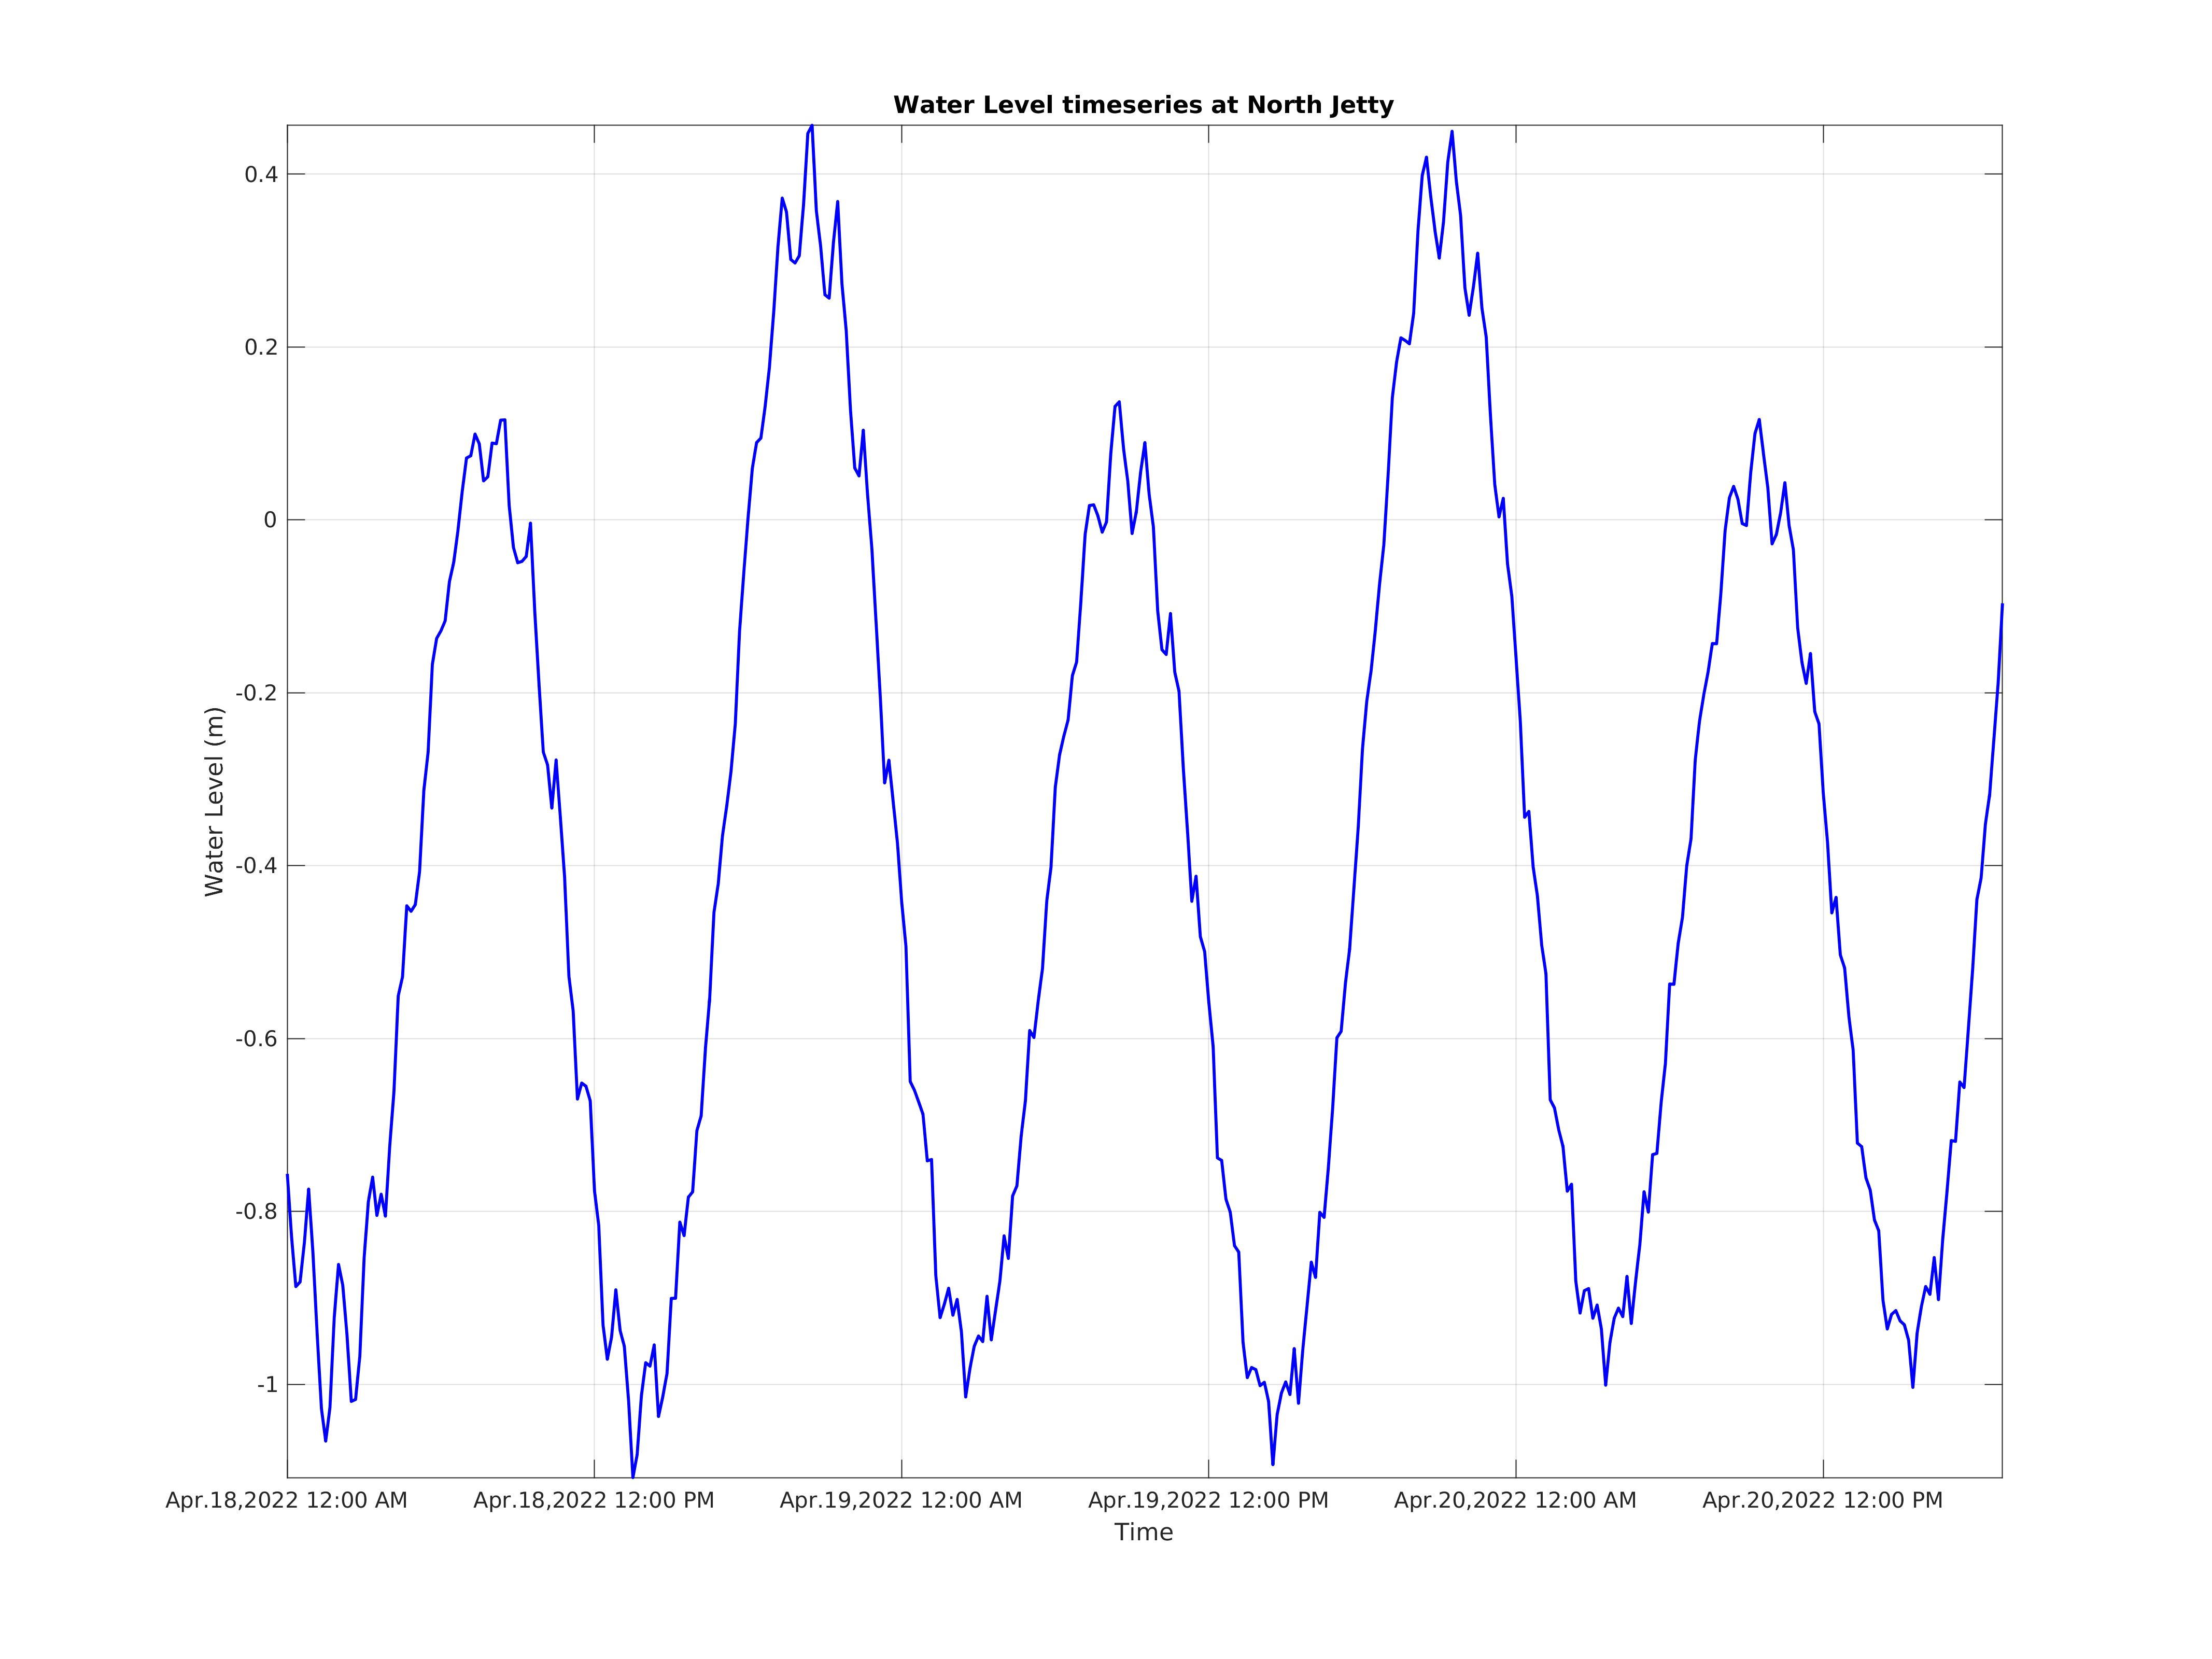 Water Level timeseries at North Jetty
0.4
0.2
0
-0.2
-0.4
-0.6
-0.8
-1
Water Level (m)
Apr.18,2022 12:00 AM
Apr.18,2022 12:00 PM
Apr.19,2022 12:00 AM
Apr.19,2022 12:00 PM
Apr.20,2022 12:00 AM
Apr.20,2022 12:00 PM
Time